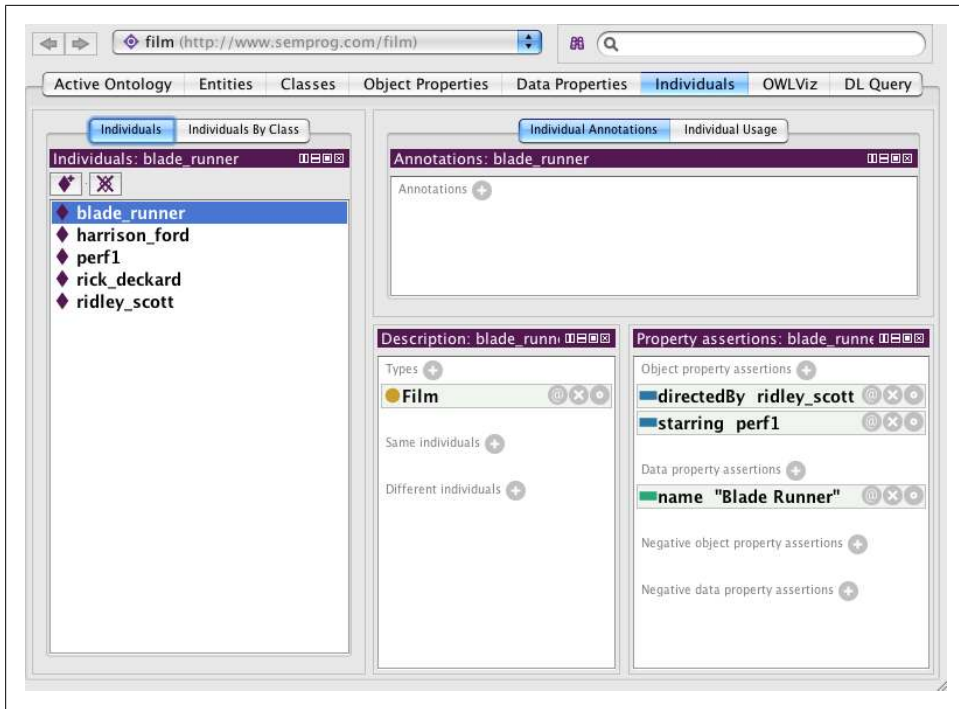 film (http://www.semprog.com/film)
Active Ontology Entities Classes Object Properties Data Properties Individuals OWLViz DL Query
Individuals Individuals By Class
Individuals: blade_runner
blade_runner
harrison_ford
perf1
rick_deckard
ridley_scott
Individual Annotations Individual Usage
Annotations: blade_runner
Annotations
Description: blade_runn
Types
Film
Same individuals
Different individuals
Property assertions: blade_runne
Object property assertions
directedBy ridley_scott
starring perf1
Data property assertions
name "Blade Runner"
Negative object property assertions
Negative data property assertions